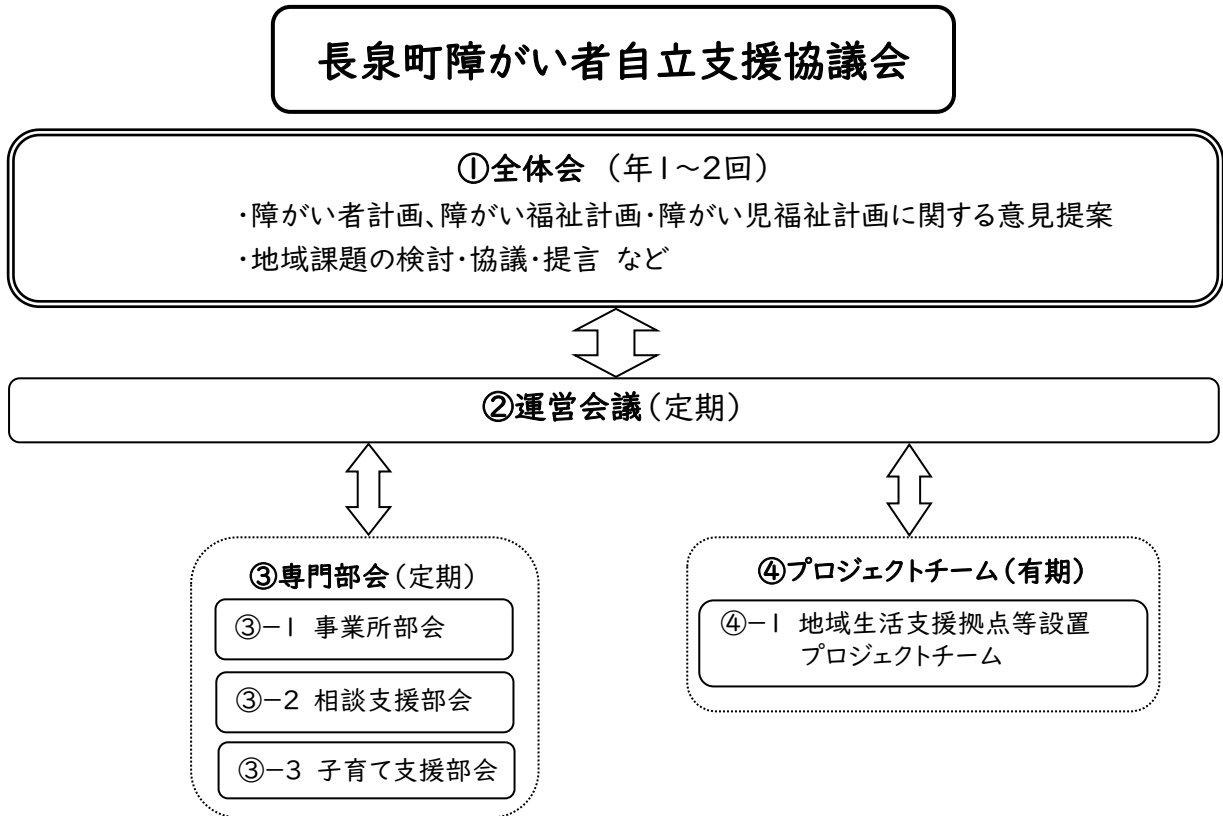 長泉町障がい者自立支援協議会
①全体会 （年1～2回）
・障がい者計画、障がい福祉計画・障がい児福祉計画に関する意見提案
・地域課題の検討・協議・提言 など
②運営会議（定期）
③専門部会（定期）
③－1 事業所部会
③－2 相談支援部会
③－3 子育て支援部会
④プロジェクトチーム（有期）
④－1 地域生活支援拠点等設置
プロジェクトチーム